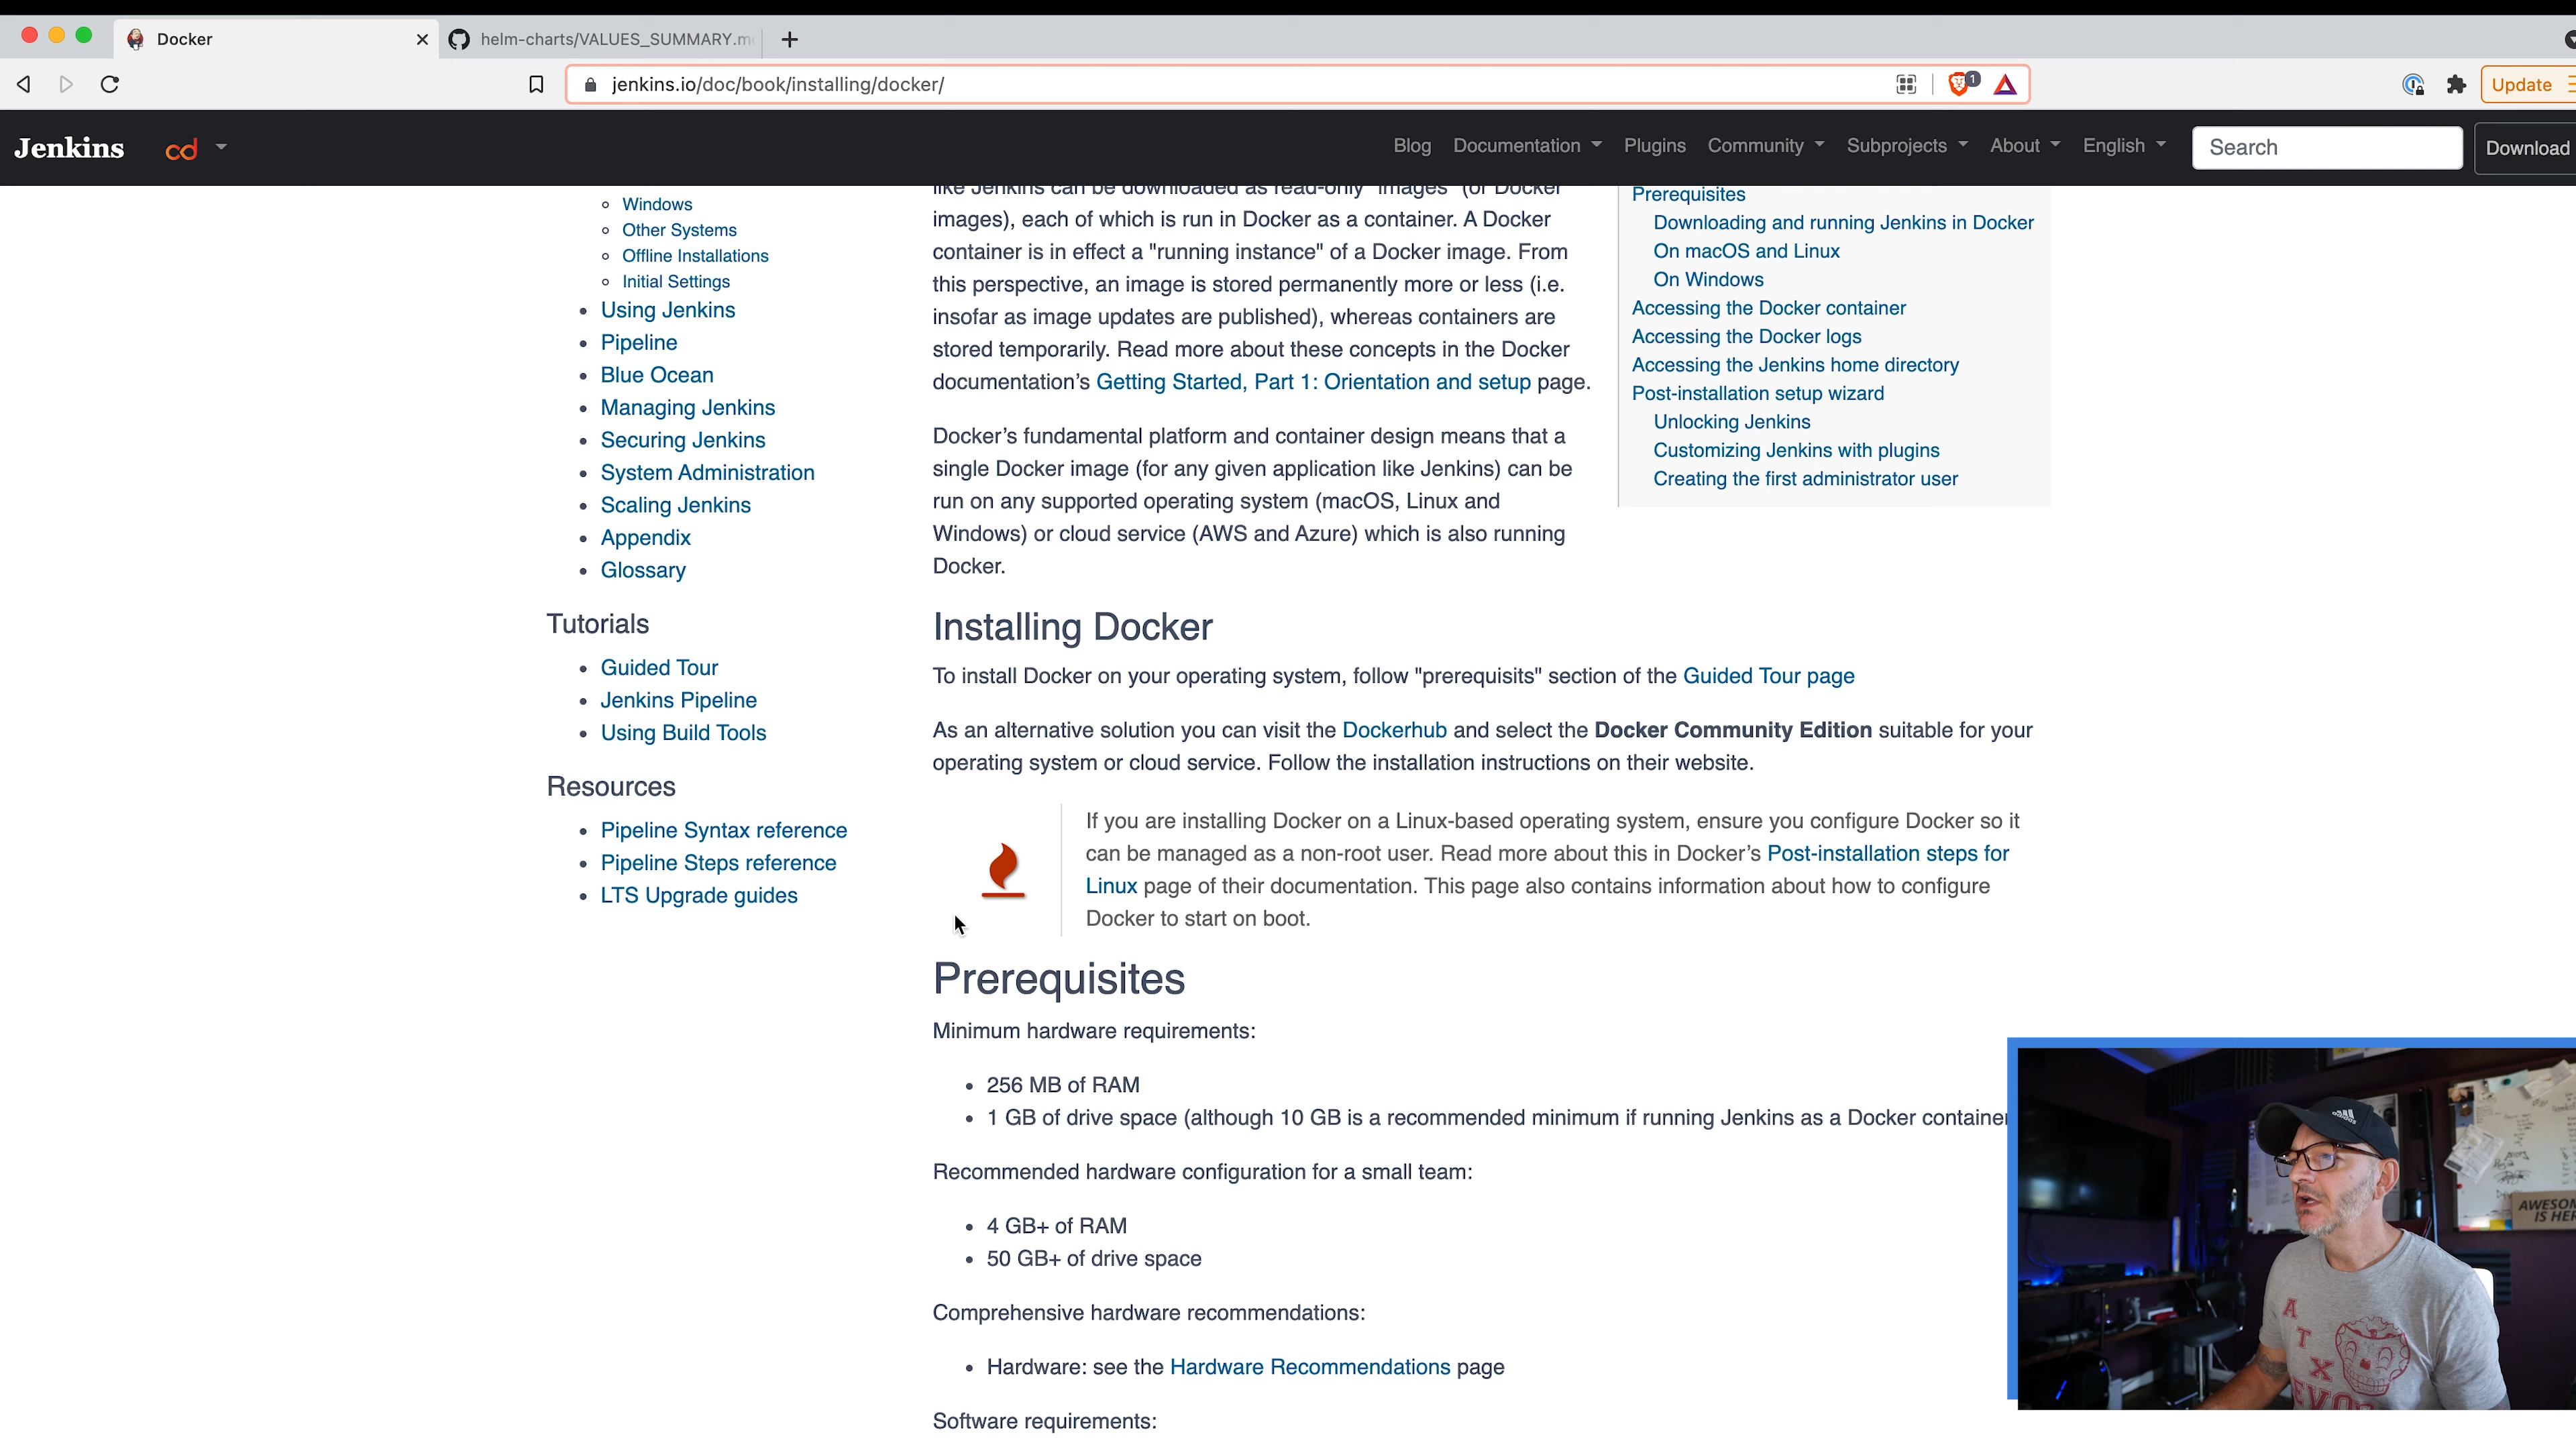 Docker
helm-charts/VALUES_SUMMARY.m
jenkins.io/doc/book/installing/docker/
1
Update
Jenkins
cd
Blog Documentation Plugins Community Subprojects About English Search Download
Windows
Other Systems
Offline Installations
Initial Settings
Using Jenkins
Pipeline
Blue Ocean
Managing Jenkins
Securing Jenkins
System Administration
Scaling Jenkins
Appendix
Glossary
Tutorials
Guided Tour
Jenkins Pipeline
Using Build Tools
Resources
Pipeline Syntax reference
Pipeline Steps reference
LTS Upgrade guides
like Jenkins can be downloaded as read-only "images" (or Docker
images), each of which is run in Docker as a container. A Docker
container is in effect a "running instance" of a Docker image. From
this perspective, an image is stored permanently more or less (i.e.
insofar as image updates are published), whereas containers are
stored temporarily. Read more about these concepts in the Docker
documentation’s Getting Started, Part 1: Orientation and setup page.
Docker’s fundamental platform and container design means that a
single Docker image (for any given application like Jenkins) can be
run on any supported operating system (macOS, Linux and
Windows) or cloud service (AWS and Azure) which is also running
Docker.
Prerequisites
Downloading and running Jenkins in Docker
On macOS and Linux
On Windows
Accessing the Docker container
Accessing the Docker logs
Accessing the Jenkins home directory
Post-installation setup wizard
Unlocking Jenkins
Customizing Jenkins with plugins
Creating the first administrator user
Installing Docker
To install Docker on your operating system, follow "prerequisits" section of the Guided Tour page
As an alternative solution you can visit the Dockerhub and select the Docker Community Edition suitable for your
operating system or cloud service. Follow the installation instructions on their website.
If you are installing Docker on a Linux-based operating system, ensure you configure Docker so it
can be managed as a non-root user. Read more about this in Docker’s Post-installation steps for
Linux page of their documentation. This page also contains information about how to configure
Docker to start on boot.
Prerequisites
Minimum hardware requirements:
256 MB of RAM
1 GB of drive space (although 10 GB is a recommended minimum if running Jenkins as a Docker container
Recommended hardware configuration for a small team:
4 GB+ of RAM
50 GB+ of drive space
Comprehensive hardware recommendations:
Hardware: see the Hardware Recommendations page
Software requirements:
AWESOM
IS HER
ATX